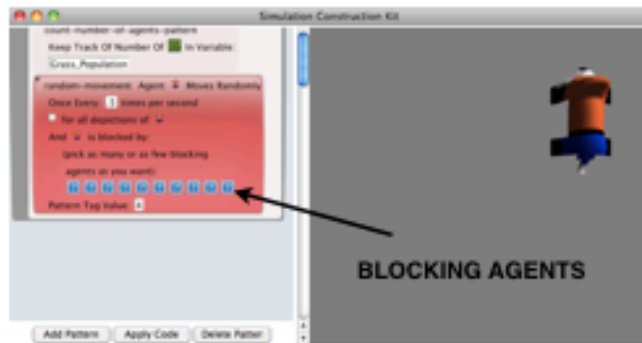 Simulation Construction Kit
count-number-of-agents-pattern
Keep Track Of Number Of In Variable:
Grass_Population
random-movement Agent Moves Randomly
Once Every: 1 times per second
for all depictions of
And is blocked by:
(pick as many or as few blocking
agents as you want):
Pattern Tag Value:
BLOCKING AGENTS
Add Pattern Apply Code Delete Patter